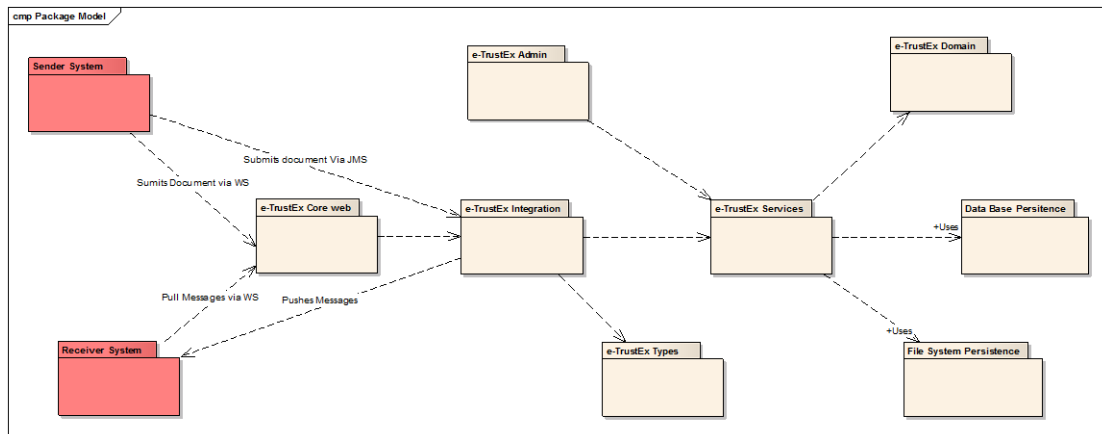 cmp Package Model
e-TrustEx Domain
e-TrustEx Admin
Sender System
Submits document Via JMS
Sumits Document via WS
e-TrustEx Core web
e-TrustEx Integration
e-TrustEx Services
Data Base Persitence
+Uses
Pull Messages via WS
Pushes Messages
+Uses
Receiver System
e-TrustEx Types
File System Persistence